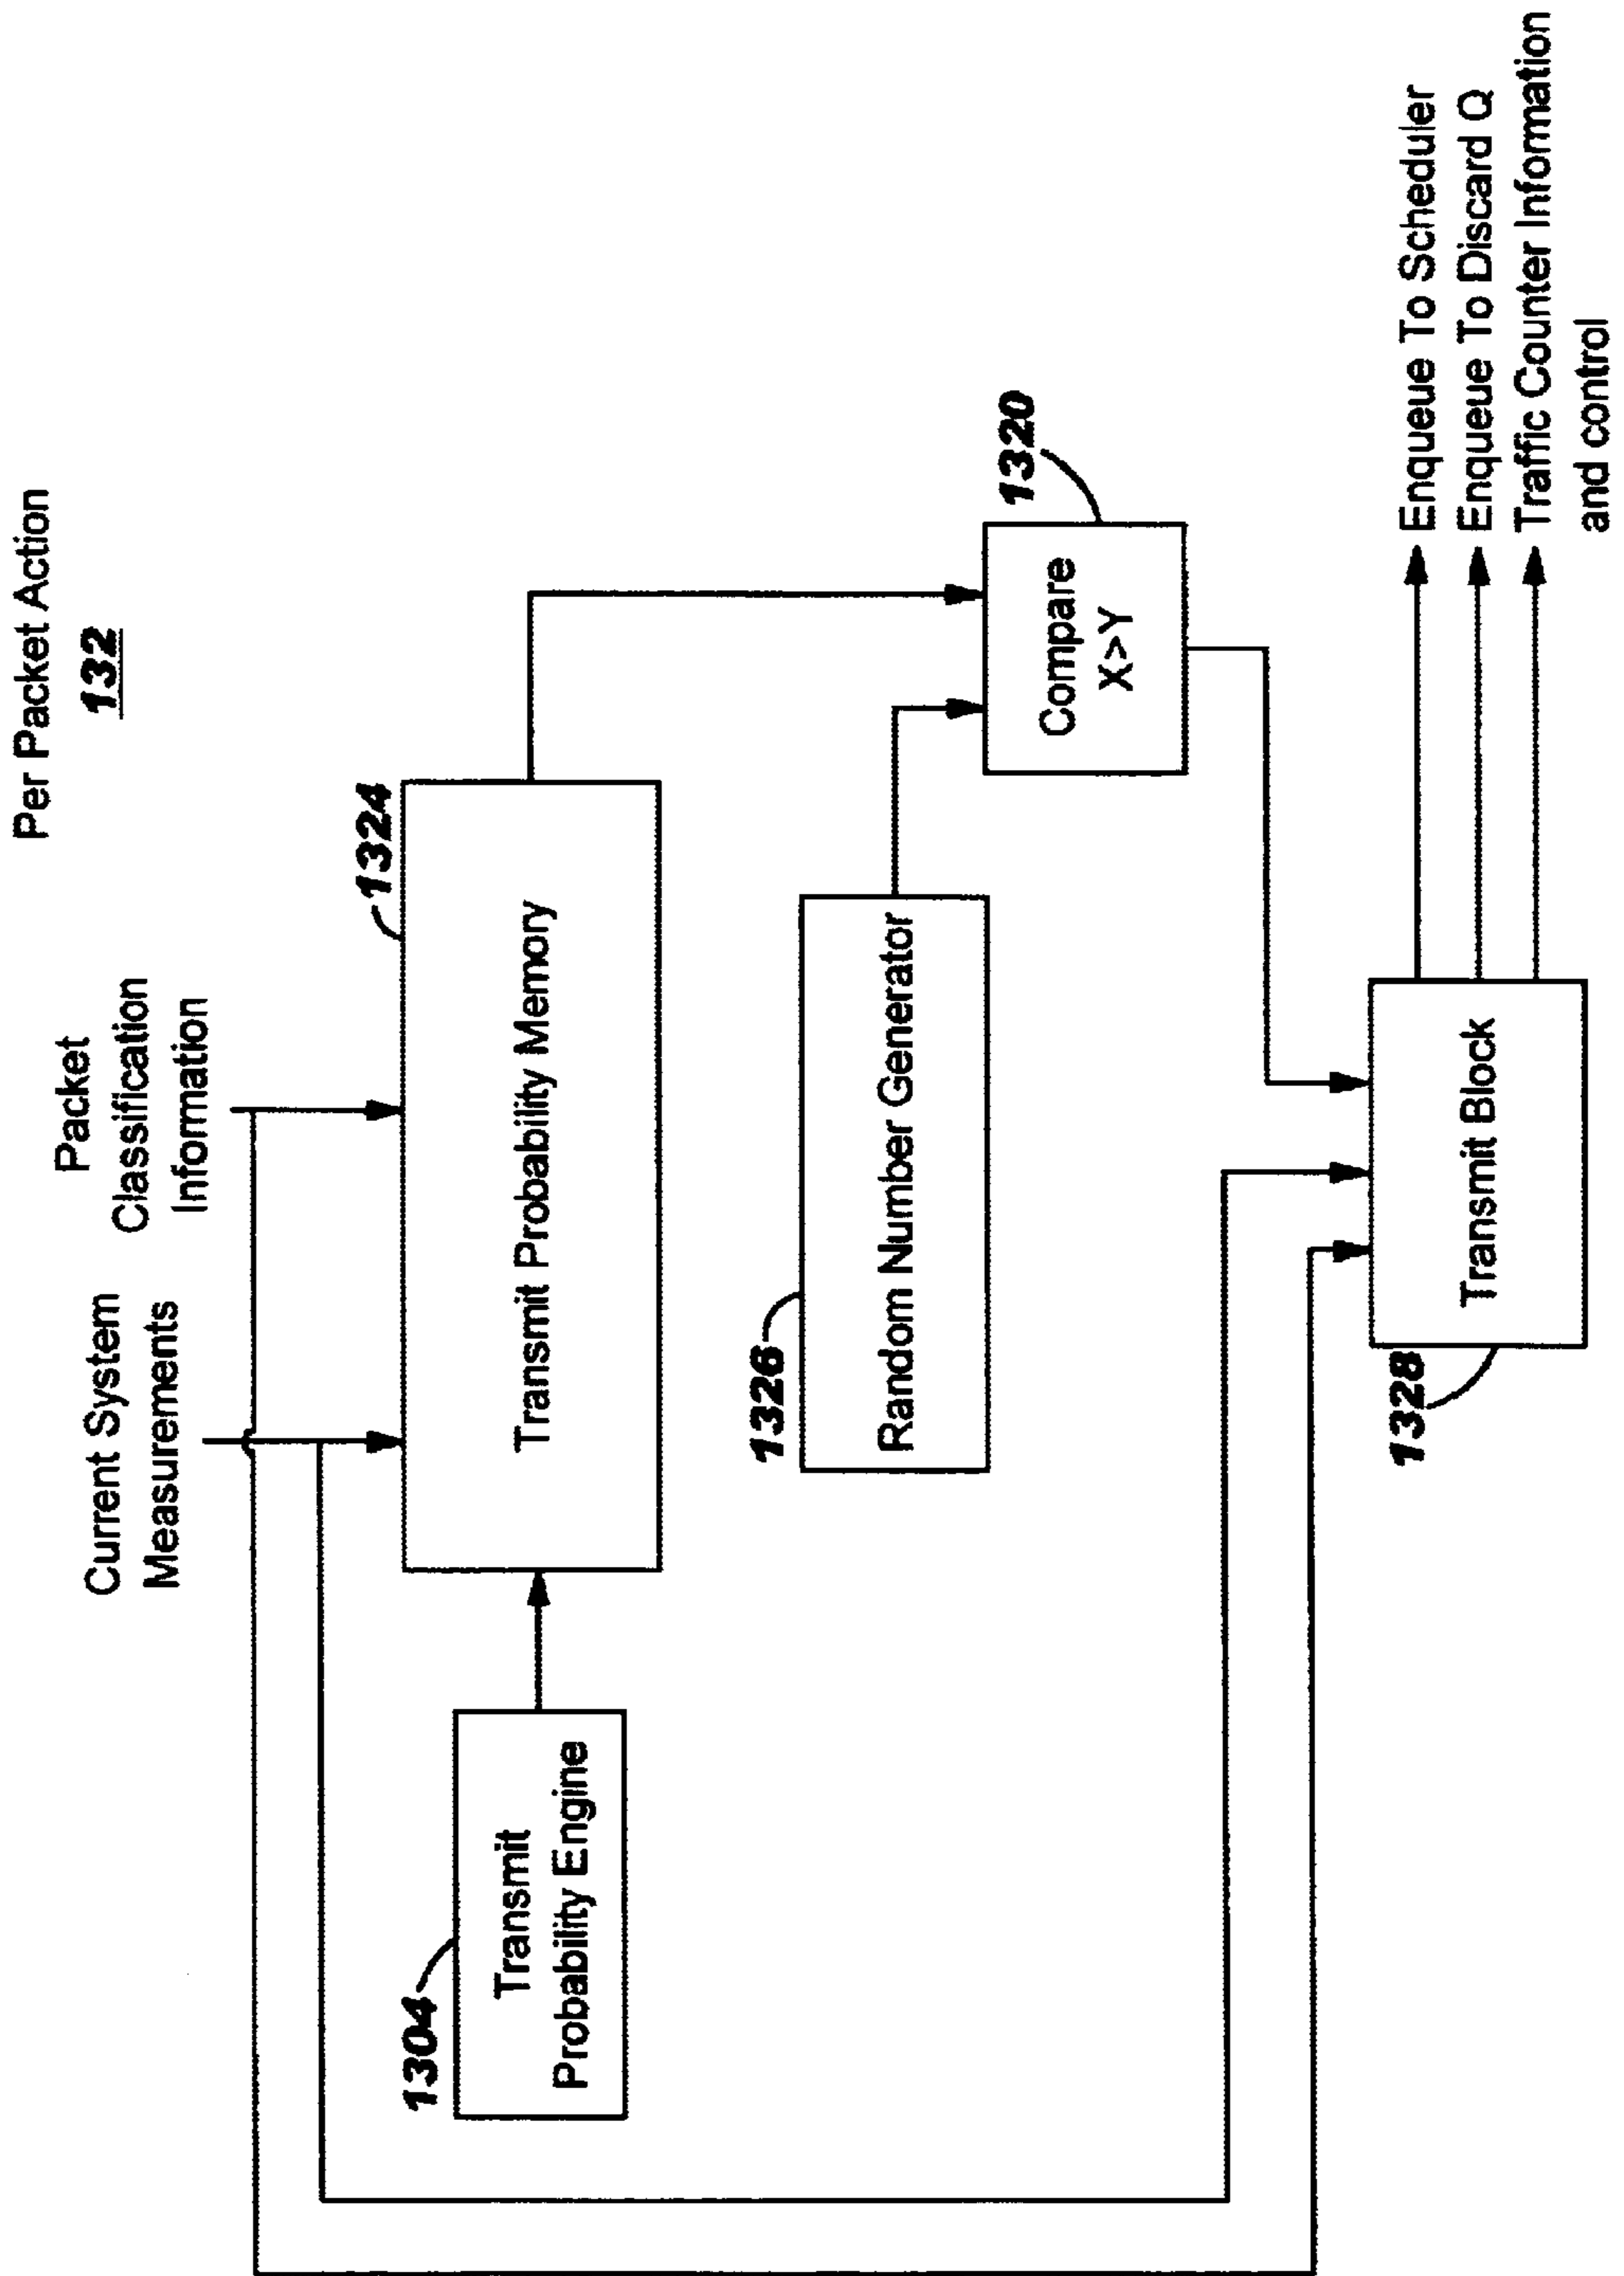 Per Packet Action
132
Packet
Classification
Information
Current System
Measurements
1324
Transmit Probability Memory
1304
Transmit
Probability Engine
1326
Random Number Generator
1320
Compare
X>Y
1328
Transmit Block
Enqueue To Scheduler
Enqueue To Discard Q
Traffic Counter Information
and control